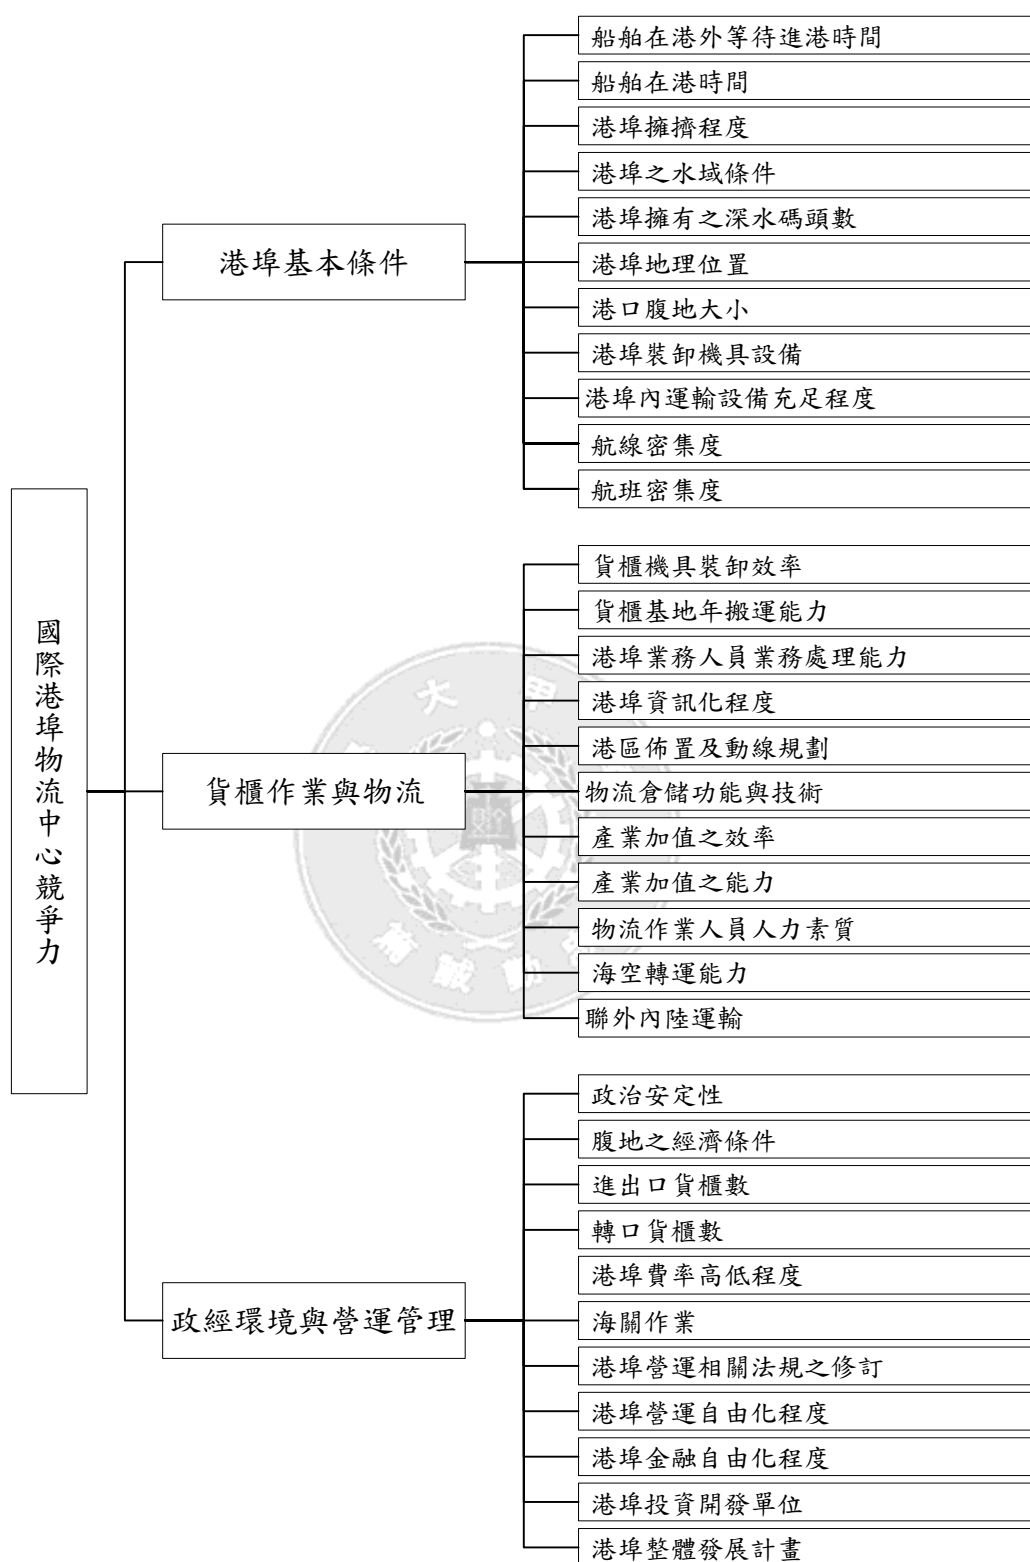 國際港埠物流中心競爭力
港埠基本條件
船舶在港外等待進港時間
船舶在港時間
港埠擁擠程度
港埠之水域條件
港埠擁有之深水碼頭數
港埠地理位置
港口腹地大小
港埠裝卸機具設備
港埠內運輸設備充足程度
航線密集度
航班密集度
貨櫃作業與物流
貨櫃機具裝卸效率
貨櫃基地年搬運能力
港埠業務人員業務處理能力
港埠資訊化程度
港區佈置及動線規劃
物流倉儲功能與技術
產業加值之效率
產業加值之能力
物流作業人員人力素質
海空轉運能力
聯外內陸運輸
政經環境與營運管理
政治安定性
腹地之經濟條件
進出口貨櫃數
轉口貨櫃數
港埠費率高低程度
海關作業
港埠營運相關法規之修訂
港埠營運自由化程度
港埠金融自由化程度
港埠投資開發單位
港埠整體發展計畫
大甲